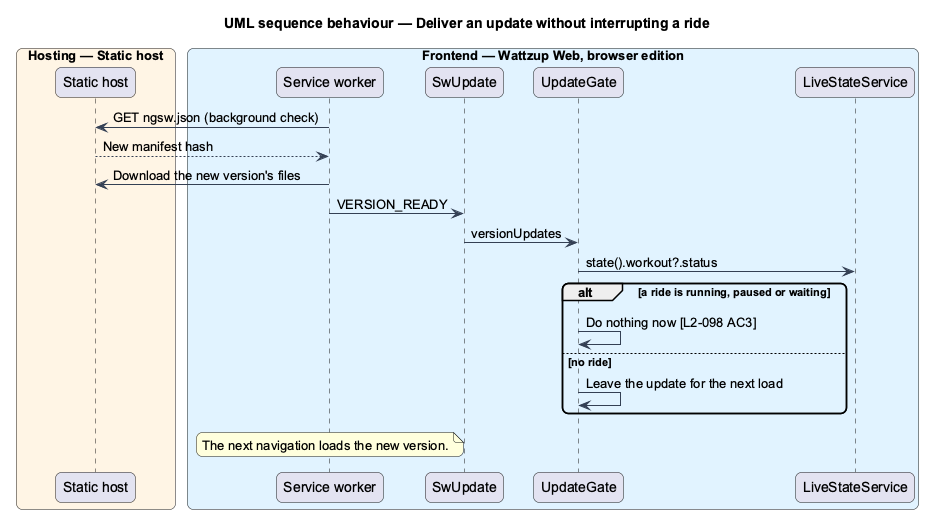 UML sequence behaviour — Deliver an update without interrupting a ride
Hosting — Static host
Frontend — Wattzup Web, browser edition
Static host
Service worker
SwUpdate
UpdateGate
LiveStateService
GET ngsw.json (background check)
New manifest hash
Download the new version's files
VERSION_READY
versionUpdates
state().workout?.status
alt
[a ride is running, paused or waiting]
Do nothing now [L2-098 AC3]
[no ride]
Leave the update for the next load
The next navigation loads the new version.
Static host
Service worker
SwUpdate
UpdateGate
LiveStateService